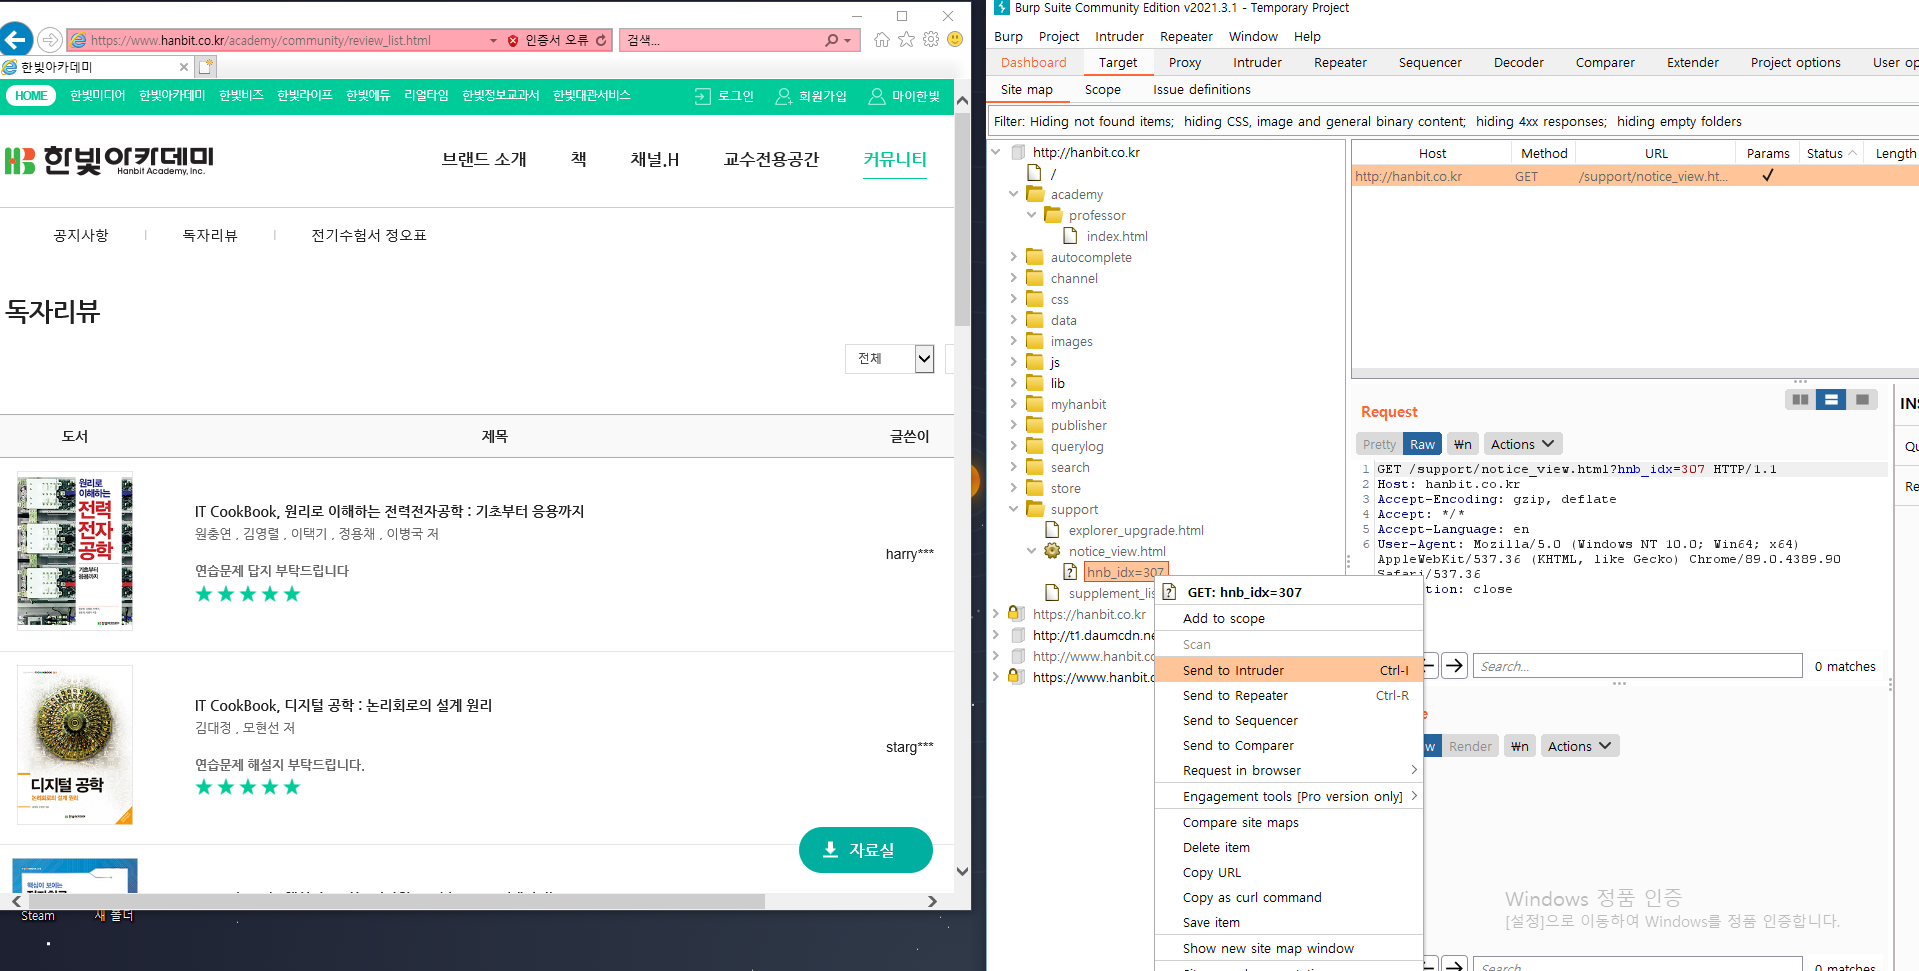 https://www.hanbit.co.kr/academy/community/review_list.html
인증서 오류
검색...
한빛아카데미
HOME 한빛미디어 한빛아카데미 한빛비즈 한빛라이프 한빛에듀 리얼타임 한빛정보교과서 한빛대관서비스 로그인 회원가입 마이한빛
한빛아카데미
Hanbit Academy, Inc.
브랜드 소개 책 채널.H 교수전용공간 커뮤니티
공지사항 | 독자리뷰 | 전기수험서 정오표
독자리뷰
전체
도서 제목 글쓴이
원리로
이해하는
전력
전자
공학
기초부터
응용까지
IT CookBook, 원리로 이해하는 전력전자공학 : 기초부터 응용까지
원충연 , 김영렬 , 이택기 , 정용채 , 이병국 저
연습문제 답지 부탁드립니다
★★★★★
harry***
디지털 공학
논리회로의 설계 원리
IT CookBook, 디지털 공학 : 논리회로의 설계 원리
김대정 , 모현선 저
연습문제 해설지 부탁드립니다.
★★★★★
starg***
자료실
핵심이 보이는
Steam 새 폴더
Burp Suite Community Edition v2021.3.1 - Temporary Project
Burp Project Intruder Repeater Window Help
Dashboard Target Proxy Intruder Repeater Sequencer Decoder Comparer Extender Project options User op
Site map Scope Issue definitions
Filter: Hiding not found items; hiding CSS, image and general binary content; hiding 4xx responses; hiding empty folders
http://hanbit.co.kr
/
academy
professor
index.html
autocomplete
channel
css
data
images
js
lib
myhanbit
publisher
querylog
search
store
support
explorer_upgrade.html
notice_view.html
hnb_idx=307
supplement_lis
https://hanbit.co.kr
http://t1.daumcdn.ne
http://www.hanbit.co
https://www.hanbit.c
Host Method URL Params Status Length
http://hanbit.co.kr GET /support/notice_view.ht... ✓
Request
Pretty Raw ₩n Actions
1 GET /support/notice_view.html?hnb_idx=307 HTTP/1.1
2 Host: hanbit.co.kr
3 Accept-Encoding: gzip, deflate
4 Accept: */*
5 Accept-Language: en
6 User-Agent: Mozilla/5.0 (Windows NT 10.0; Win64; x64)
AppleWebKit/537.36 (KHTML, like Gecko) Chrome/89.0.4389.90
Safari/537.36
tion: close
INS
Qu
Re
Search...
0 matches
e
w Render ₩n Actions
GET: hnb_idx=307
Add to scope
Scan
Send to Intruder Ctrl-I
Send to Repeater Ctrl-R
Send to Sequencer
Send to Comparer
Request in browser
Engagement tools [Pro version only]
Compare site maps
Delete item
Copy URL
Copy as curl command
Save item
Show new site map window
Windows 정품 인증
[설정]으로 이동하여 Windows를 정품 인증합니다.
Search...
0 matches